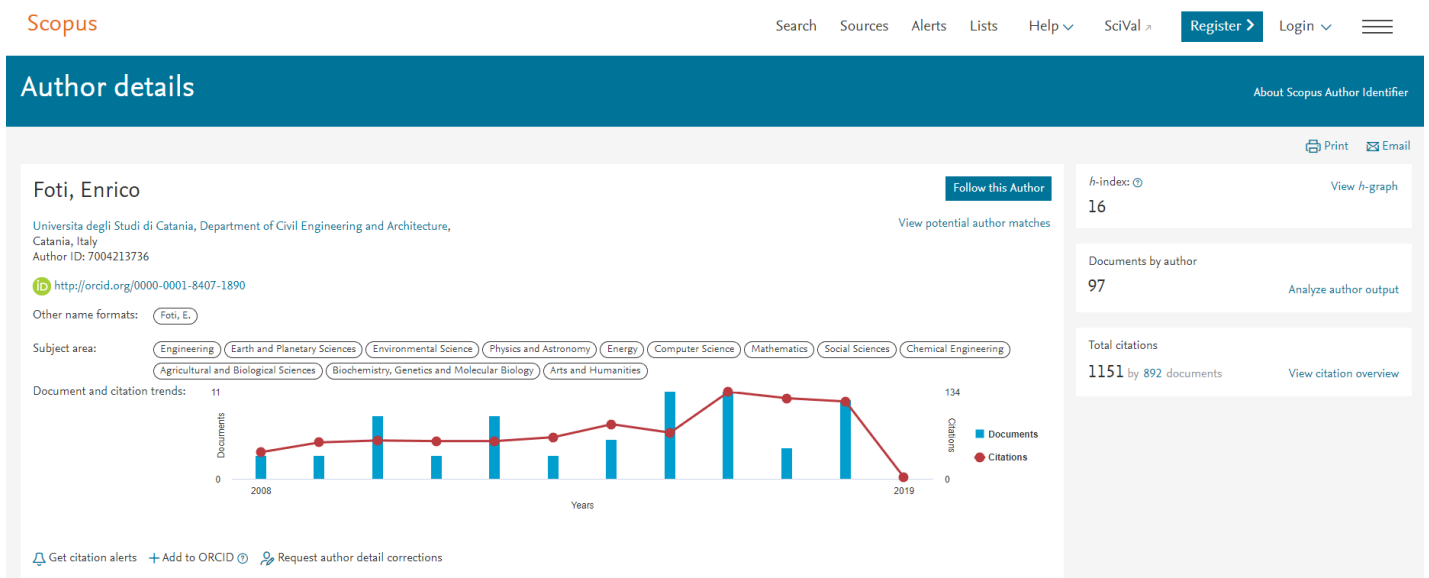 Scopus
Search Sources Alerts Lists Help SciVal Register Login
Author details
About Scopus Author Identifier
Print Email
Foti, Enrico
Follow this Author
Universita degli Studi di Catania, Department of Civil Engineering and Architecture,
View potential author matches
Catania, Italy
Author ID: 7004213736
iD http://orcid.org/0000-0001-8407-1890
Other name formats: Foti, E.
Subject area: Engineering Earth and Planetary Sciences Environmental Science Physics and Astronomy Energy Computer Science Mathematics Social Sciences Chemical Engineering
Agricultural and Biological Sciences Biochemistry, Genetics and Molecular Biology Arts and Humanities
Document and citation trends:
11
134
Documents
Citations
Documents
Citations
0
0
2008
2019
Years
Get citation alerts + Add to ORCID ? Request author detail corrections
h-index: ?
View h-graph
16
Documents by author
97
Analyze author output
Total citations
1151 by 892 documents
View citation overview